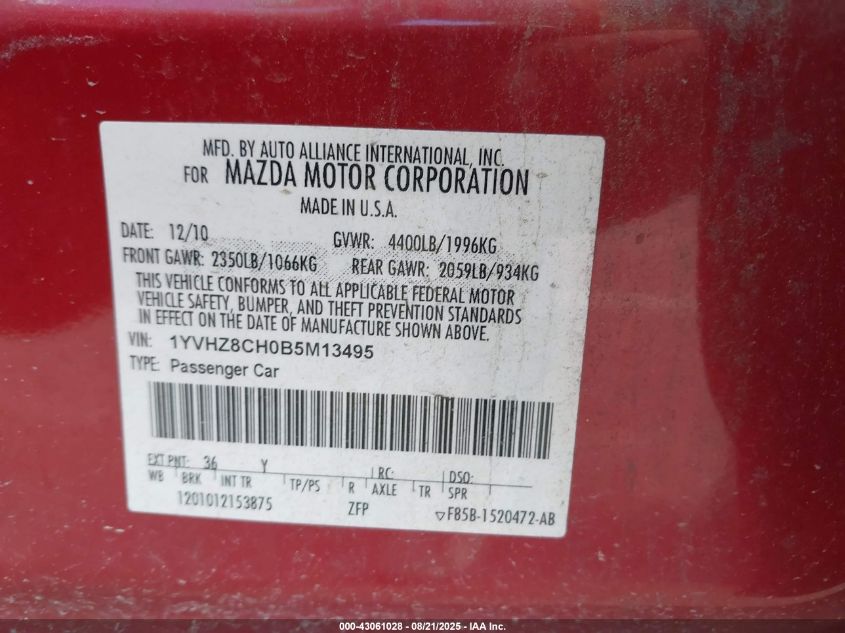 MFD. BY AUTO ALLIANCE INTERNATIONAL, INC.
FOR MAZDA MOTOR CORPORATION
MADE IN U.S.A.
DATE: 12/10 GVWR: 4400LB/1996KG
FRONT GAWR: 2350LB/1066KG REAR GAWR: 2059LB/934KG
THIS VEHICLE CONFORMS TO ALL APPLICABLE FEDERAL MOTOR
VEHICLE SAFETY, BUMPER, AND THEFT PREVENTION STANDARDS
IN EFFECT ON THE DATE OF MANUFACTURE SHOWN ABOVE.
VIN: 1YVHZ8CH0B5M13495
TYPE: Passenger Car
EXT PNT: 36 Y RC: DSO:
WB BRK INT TR TP/PS R AXLE TR SPR
1201012153875 ZFP ▽F85B-1520472-AB
000-43061028 - 08/21/2025 - IAA Inc.